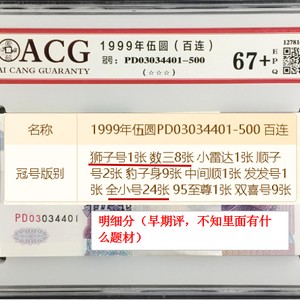 ACG
AI CANG GUARANTY
1999年伍圆（百连）
冠号：PD03034401-500
（☆☆☆）
67+
EPQ
12781
名称
1999年伍圆PD03034401-500 百连
冠号版别
狮子号1张 数三8张 小雷达1张 顺子
号2张 豹子身9张 中间顺1张 发发号1
张 全小号24张 95至尊1张 双喜号9张
PD03034401
明细分（早期评，不知里面有什
么题材）